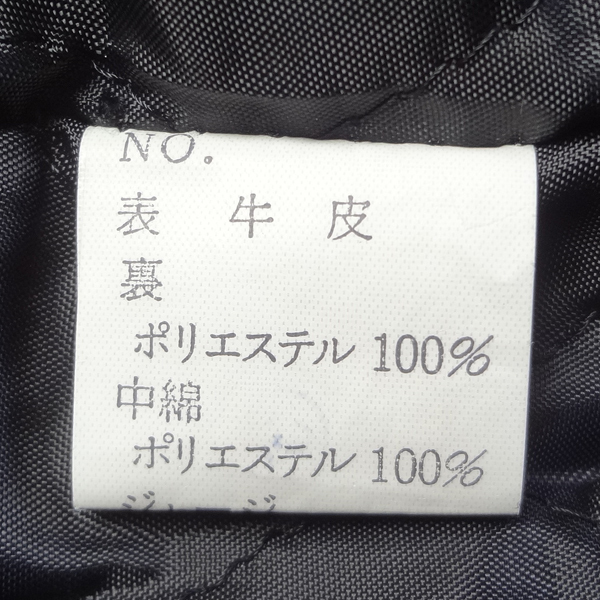 NO.
表 牛 皮
裏
ポリエステル 100%
中綿
ポリエステル 100%